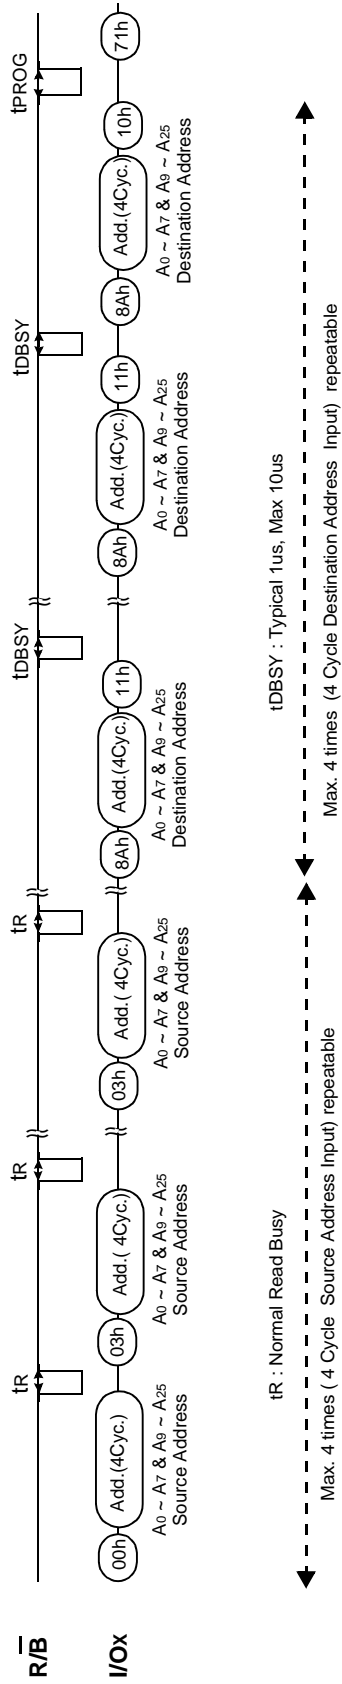 R/B
tR
tR
tR
tDBSY
tDBSY
tPROG
I/Ox
00h
Add.(4Cyc.)
03h
Add.( 4Cyc.)
03h
Add.( 4Cyc.)
8Ah
Add.(4Cyc.)
11h
8Ah
Add.(4Cyc.)
11h
8Ah
Add.(4Cyc.)
10h
71h
A0 ~ A7 & A9 ~ A25
Source Address
A0 ~ A7 & A9 ~ A25
Source Address
A0 ~ A7 & A9 ~ A25
Source Address
A0 ~ A7 & A9 ~ A25
Destination Address
A0 ~ A7 & A9 ~ A25
Destination Address
A0 ~ A7 & A9 ~ A25
Destination Address
tR : Normal Read Busy
tDBSY : Typical 1us, Max 10us
Max. 4 times ( 4 Cycle Source Address Input) repeatable
Max. 4 times (4 Cycle Destination Address Input) repeatable